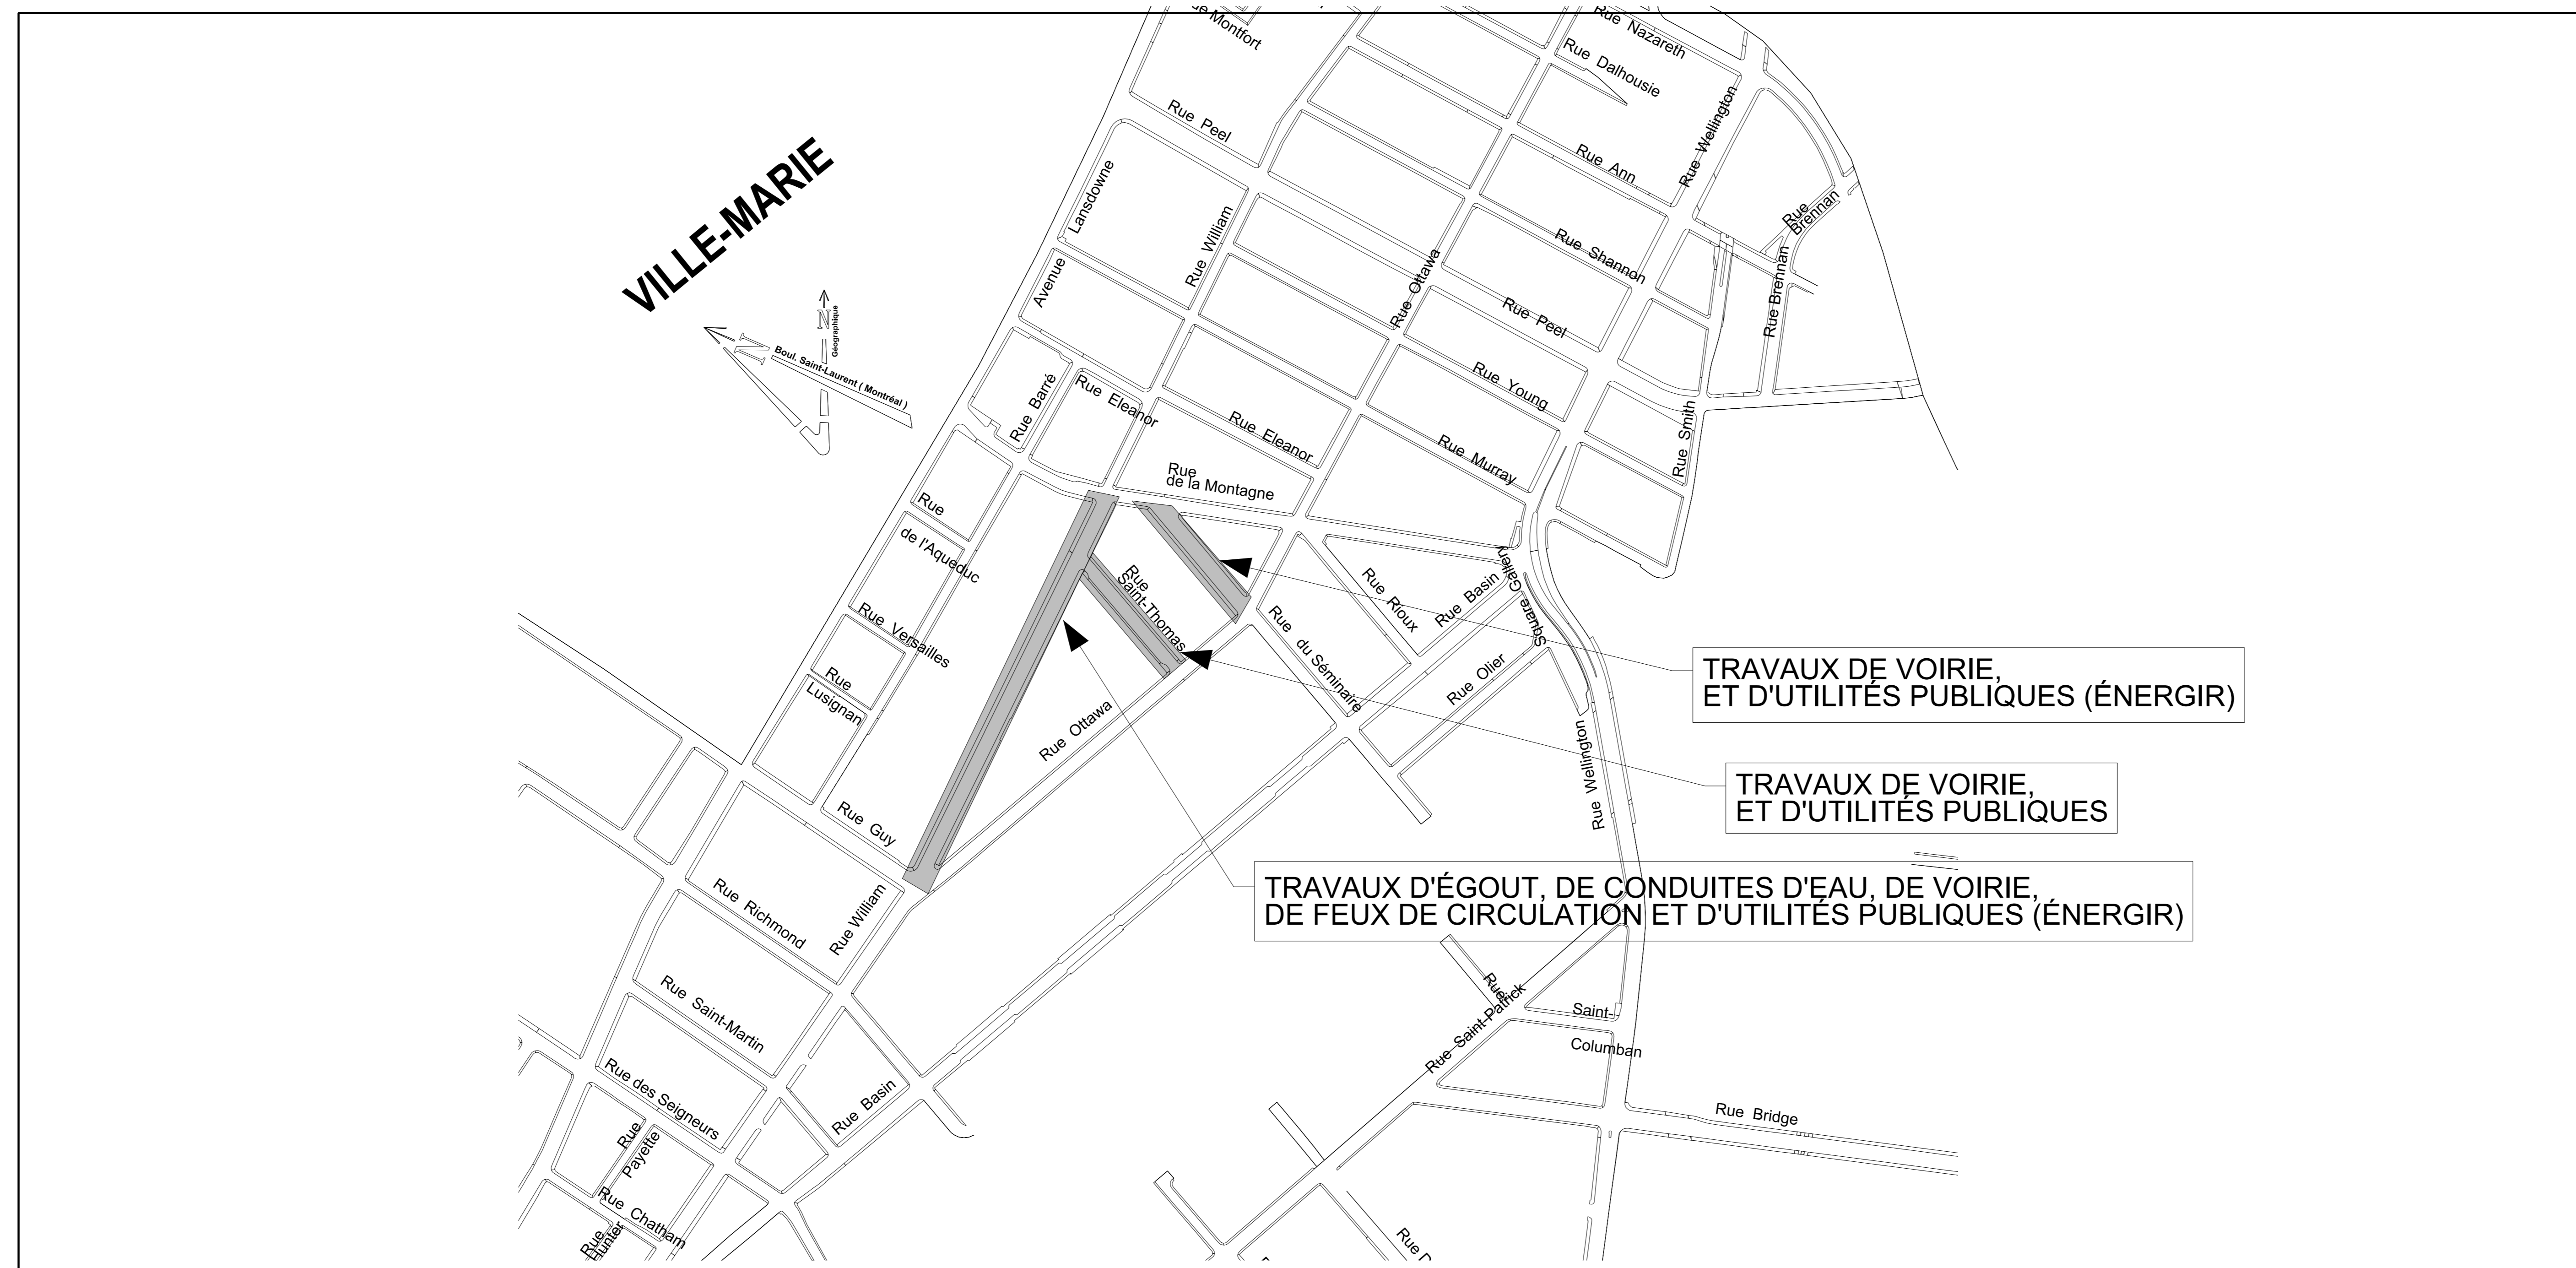 Rue Montfort
Rue Nazareth
Rue Dalhousie
Rue Peel
Rue Wellington
Rue Ann
VILLE-MARIE
Lansdowne
Avenue
Rue William
Rue
Brennan
Rue Shannon
Rue Ottawa
Rue Brennan
Rue Peel
N
Géographique
N
Boul. Saint-Laurent ( Montréal )
Rue Barré
Rue Eleanor
Rue Young
Rue Eleanor
Rue Murray
Rue Smith
Rue
de la Montagne
Rue
de l'Aqueduc
Rue
Saint-Thomas
Rue Rioux
Rue Basin
Square Gallery
Rue Versailles
Rue du Séminaire
Rue
Lusignan
Rue Olier
Rue Ottawa
Rue Wellington
TRAVAUX DE VOIRIE,
ET D'UTILITÉS PUBLIQUES (ÉNERGIR)
TRAVAUX DE VOIRIE,
ET D'UTILITÉS PUBLIQUES
Rue Guy
TRAVAUX D'ÉGOUT, DE CONDUITES D'EAU, DE VOIRIE,
DE FEUX DE CIRCULATION ET D'UTILITÉS PUBLIQUES (ÉNERGIR)
Rue Richmond
Rue William
Rue Saint-Martin
Rue
Rue Saint-Patrick
Saint-
Columban
Rue des Seigneurs
Rue Basin
Rue Bridge
Rue
Payette
Rue Chatham
Rue
Hunter
Rue